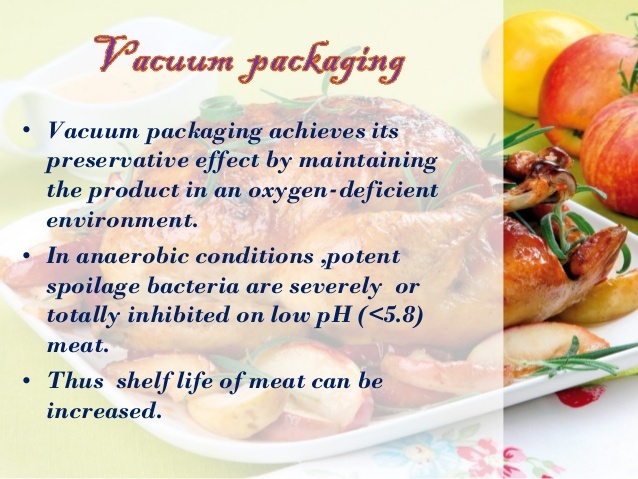 Vacuum packaging
• Vacuum packaging achieves its
preservative effect by maintaining
the product in an oxygen-deficient
environment.
• In anaerobic conditions ,potent
spoilage bacteria are severely or
totally inhibited on low pH (<5.8)
meat.
• Thus shelf life of meat can be
increased.